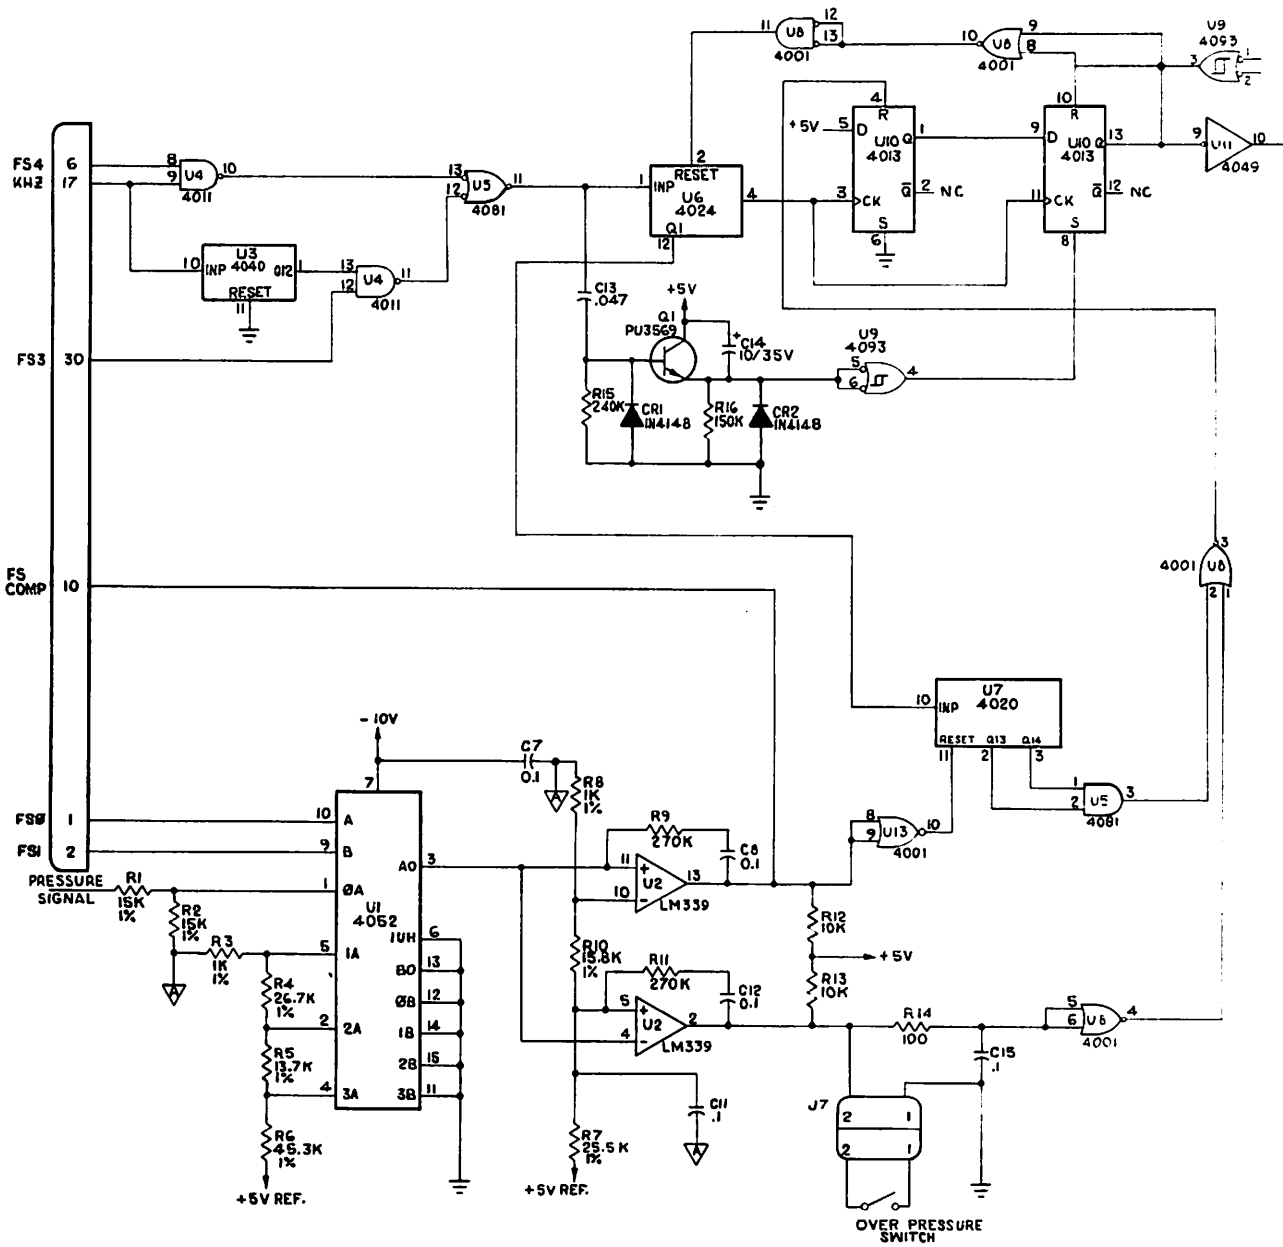 11
U8
4001
12
13
10
U8
4001
9
8
U9
4093
3
1
2
4
R
+5V
5
D
U10
Q
1
4013
3
CK
Q̅
2
NC
S
6
10
R
9
D
U10
Q
13
4013
11
CK
Q̅
12
NC
S
8
9
U11
10
4049
FS4
6
KHZ
17
8
9
U4
10
4011
13
12
U5
11
4081
2
RESET
1
INP
U6
4024
4
Q1
12
U3
10
INP
4040
Q12
1
RESET
11
13
12
U4
11
4011
C13
.047
FS3
30
+5V
Q1
PU3569
+
C14
10/35V
U9
4093
5
6
4
R15
240K
CR1
IN4148
R16
150K
CR2
IN4148
FS
COMP
10
4001
3
U8
2
1
U7
4020
10
INP
RESET
Q13
Q14
11
2
3
1
2
U5
3
4081
8
9
U13
10
4001
-10V
7
C7
0.1
A
R8
1K
1%
FS0
1
10
A
FS1
2
9
B
PRESSURE
SIGNAL
R1
15K
1%
1
ØA
R2
15K
1%
R3
1K
1%
A
5
1A
R4
26.7K
1%
2
2A
R5
13.7K
1%
4
3A
R6
45.3K
1%
+5V REF.
U1
4052
AO
3
1UH
6
BO
13
ØB
12
1B
14
2B
15
3B
11
R9
270K
C8
0.1
11
+
10
-
U2
13
LM339
R10
15.8K
1%
R11
270K
C12
0.1
5
+
4
-
U2
2
LM339
R12
10K
+5V
R13
10K
R14
100
C15
.1
5
6
U8
4
4001
C11
.1
A
R7
25.5K
1%
+5V REF.
J7
2
1
2
1
OVER PRESSURE
SWITCH